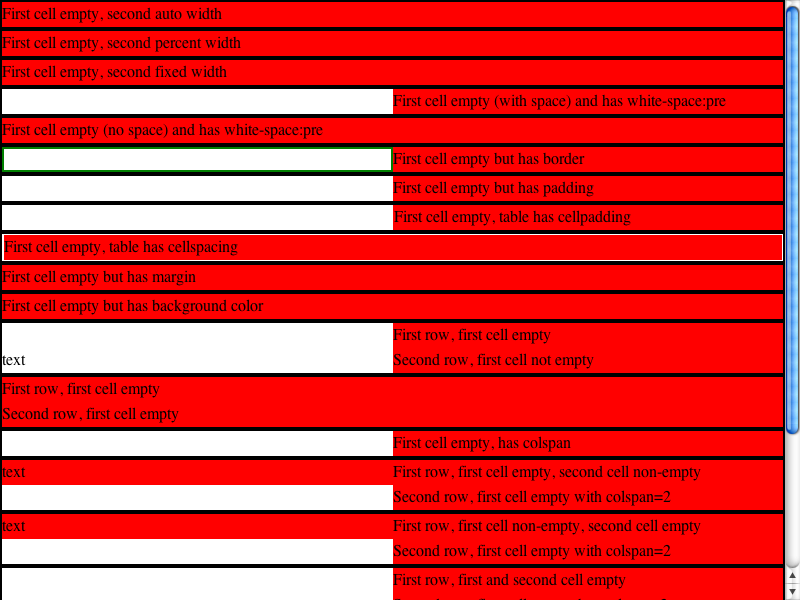 First cell empty, second auto width
First cell empty, second percent width
First cell empty, second fixed width
First cell empty (with space) and has white-space:pre
First cell empty (no space) and has white-space:pre
First cell empty but has border
First cell empty but has padding
First cell empty, table has cellpadding
First cell empty, table has cellspacing
First cell empty but has margin
First cell empty but has background color
First row, first cell empty
text Second row, first cell not empty
First row, first cell empty
Second row, first cell empty
First cell empty, has colspan
text First row, first cell empty, second cell non-empty
Second row, first cell empty with colspan=2
text First row, first cell non-empty, second cell empty
Second row, first cell empty with colspan=2
First row, first and second cell empty